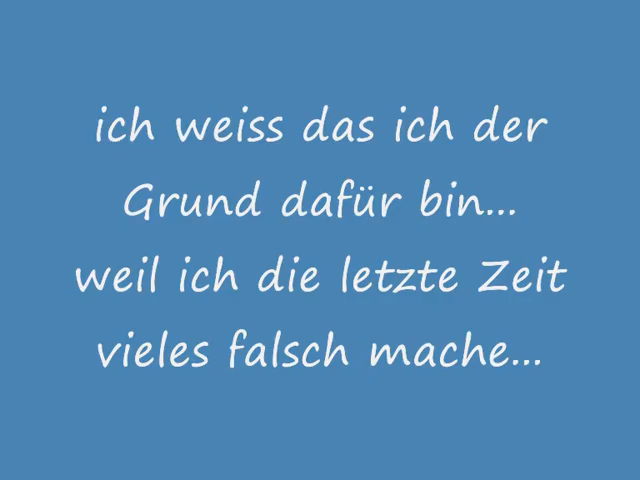 ich weiss das ich der
Grund dafür bin...
weil ich die letzte Zeit
vieles falsch mache...